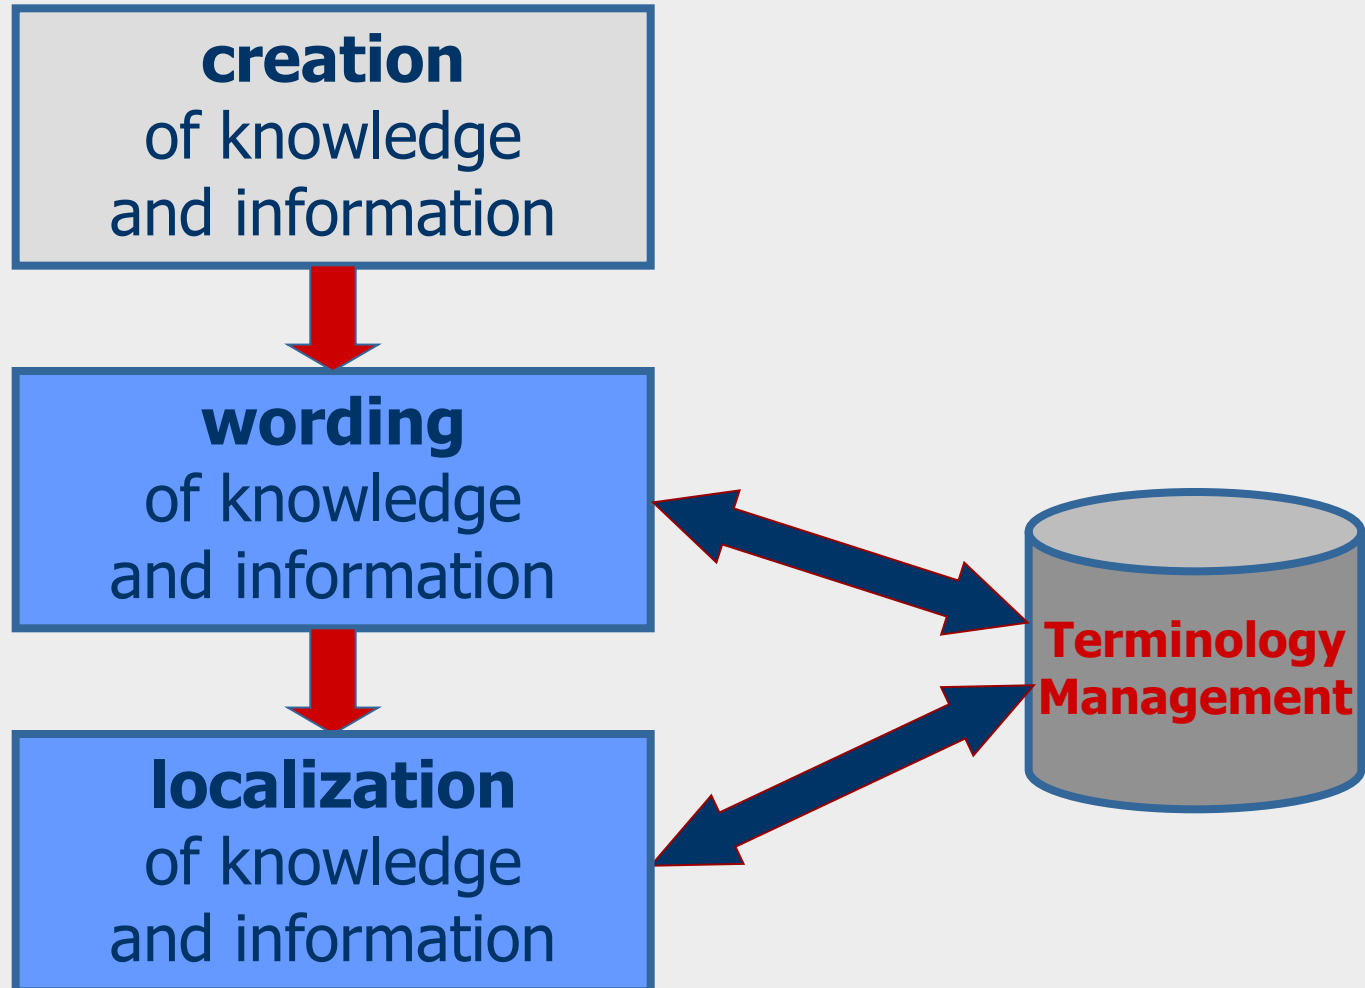 creation
of knowledge
and information
wording
of knowledge
and information
Terminology
Management
localization
of knowledge
and information